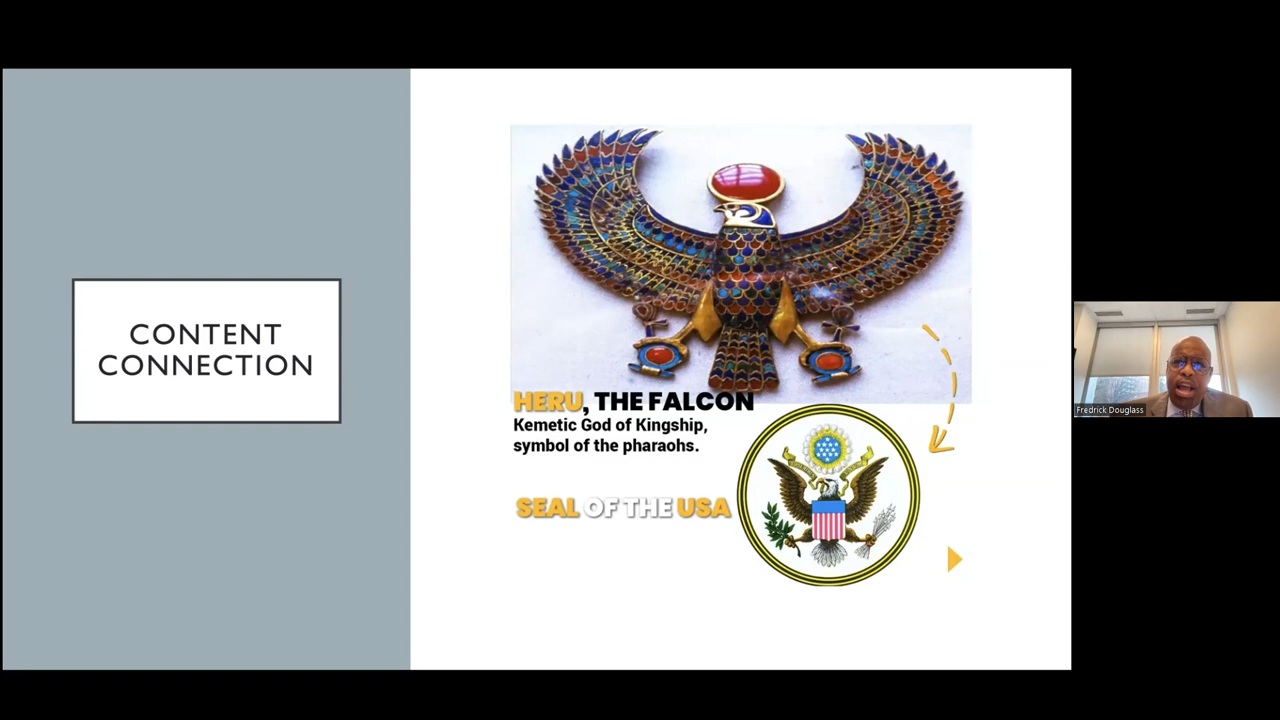 CONTENT
CONNECTION
HERU, THE FALCON
Kemetic God of Kingship,
symbol of the pharaohs.
SEAL OF THE USA
Fredrick Douglass